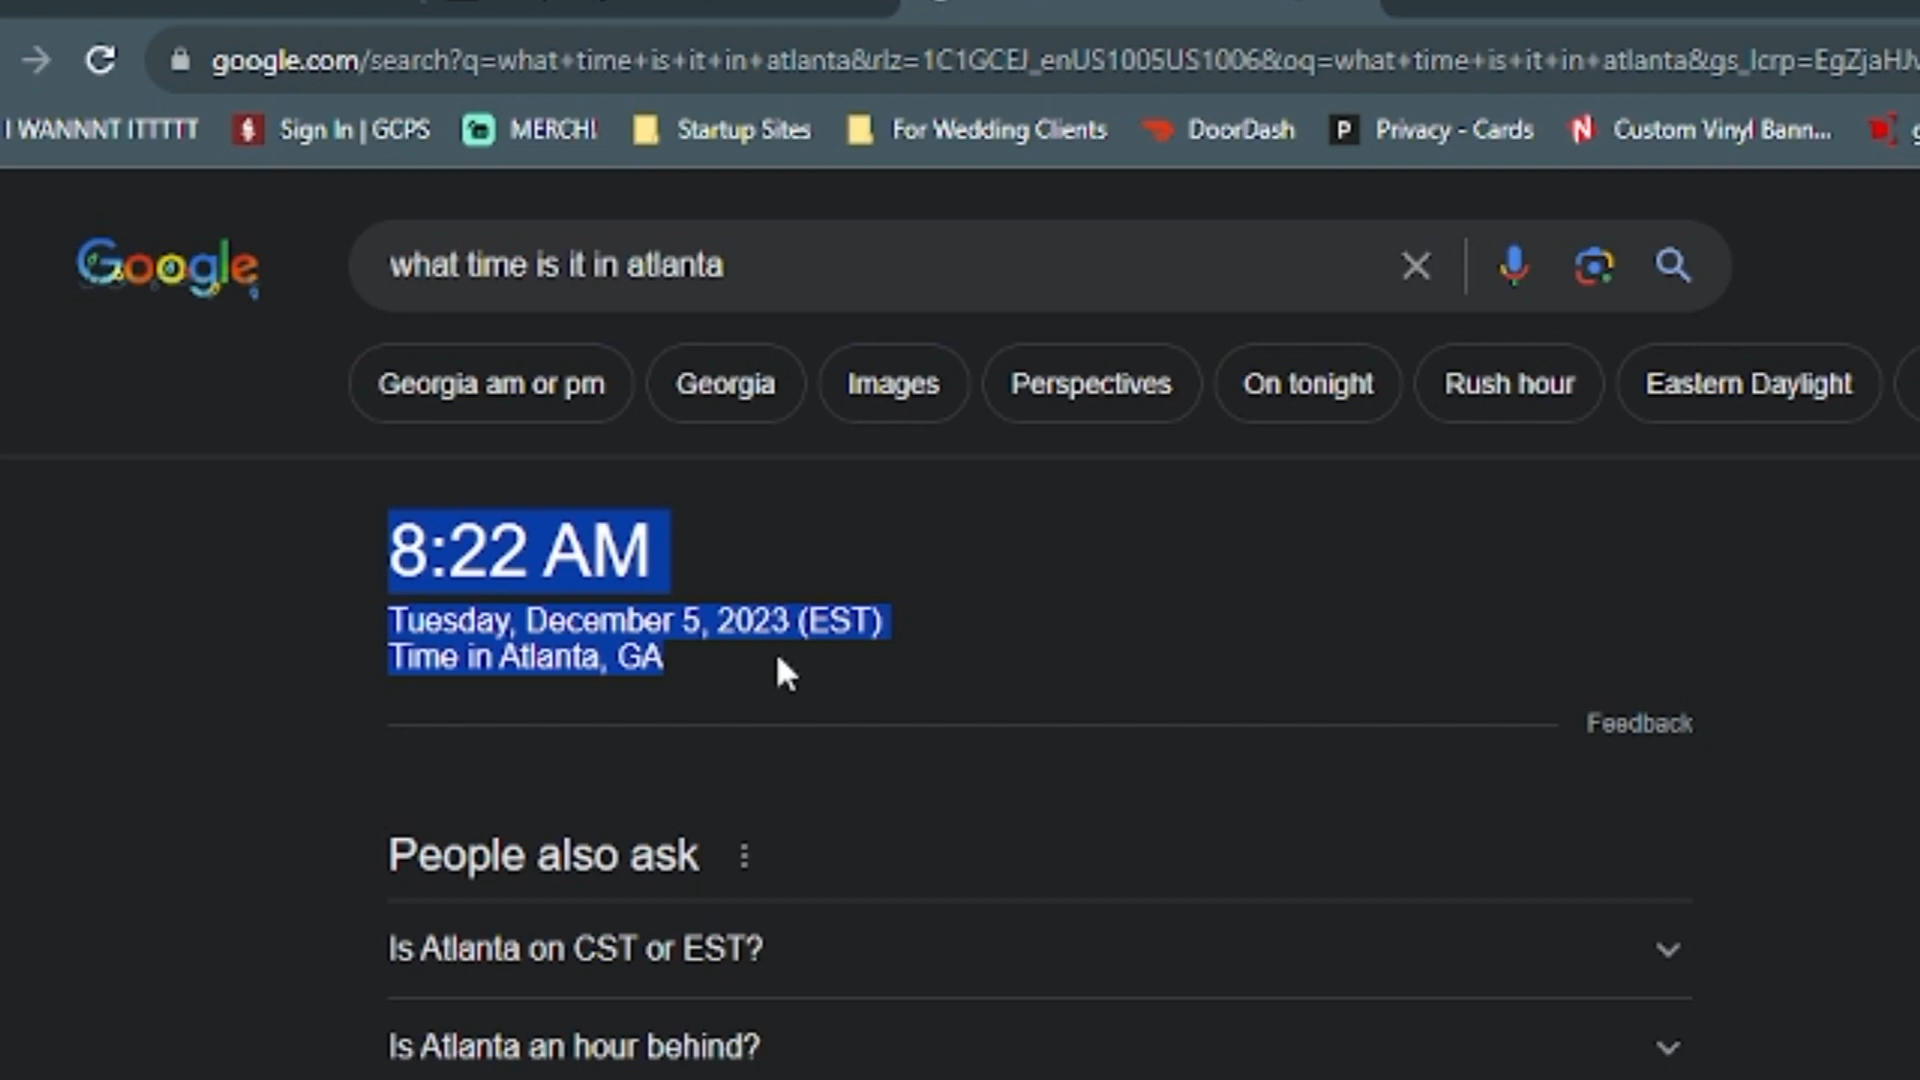 google.com/search?q=what+time+is+it+in+atlanta&rlz=1C1GCEJ_enUS1005US1006&oq=what+time+is+it+in+atlanta&gs_lcrp=EgZjaHJv
I WANNNT ITTTTT Sign In | GCPS MERCH! Startup Sites For Wedding Clients DoorDash P Privacy - Cards N Custom Vinyl Bann... g
Google what time is it in atlanta
Georgia am or pm Georgia Images Perspectives On tonight Rush hour Eastern Daylight
8:22 AM
Tuesday, December 5, 2023 (EST)
Time in Atlanta, GA
Feedback
People also ask
Is Atlanta on CST or EST?
Is Atlanta an hour behind?